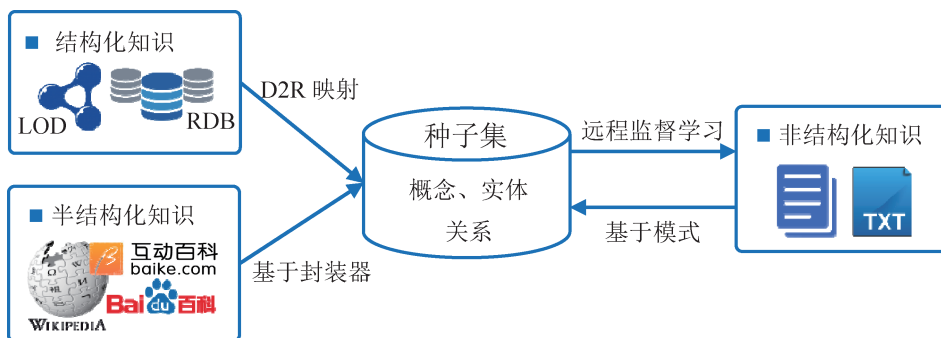 结构化知识
LOD
RDB
D2R 映射
半结构化知识
互动百科
baike.com
Bai du 百科
WIKIPEDIA
基于封装器
种子集
概念、实体
关系
远程监督学习
基于模式
非结构化知识
TXT